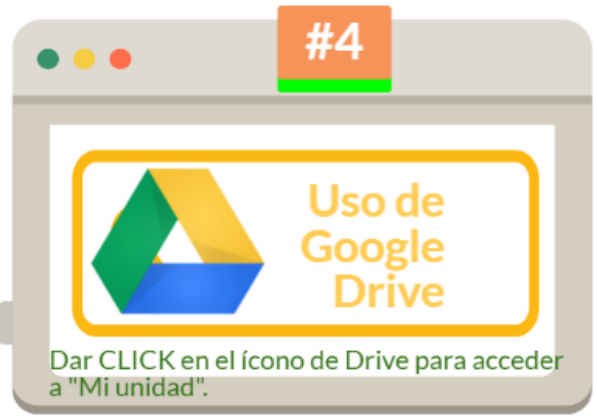 #4
Uso de
Google
Drive
Dar CLICK en el ícono de Drive para acceder
a "Mi unidad".